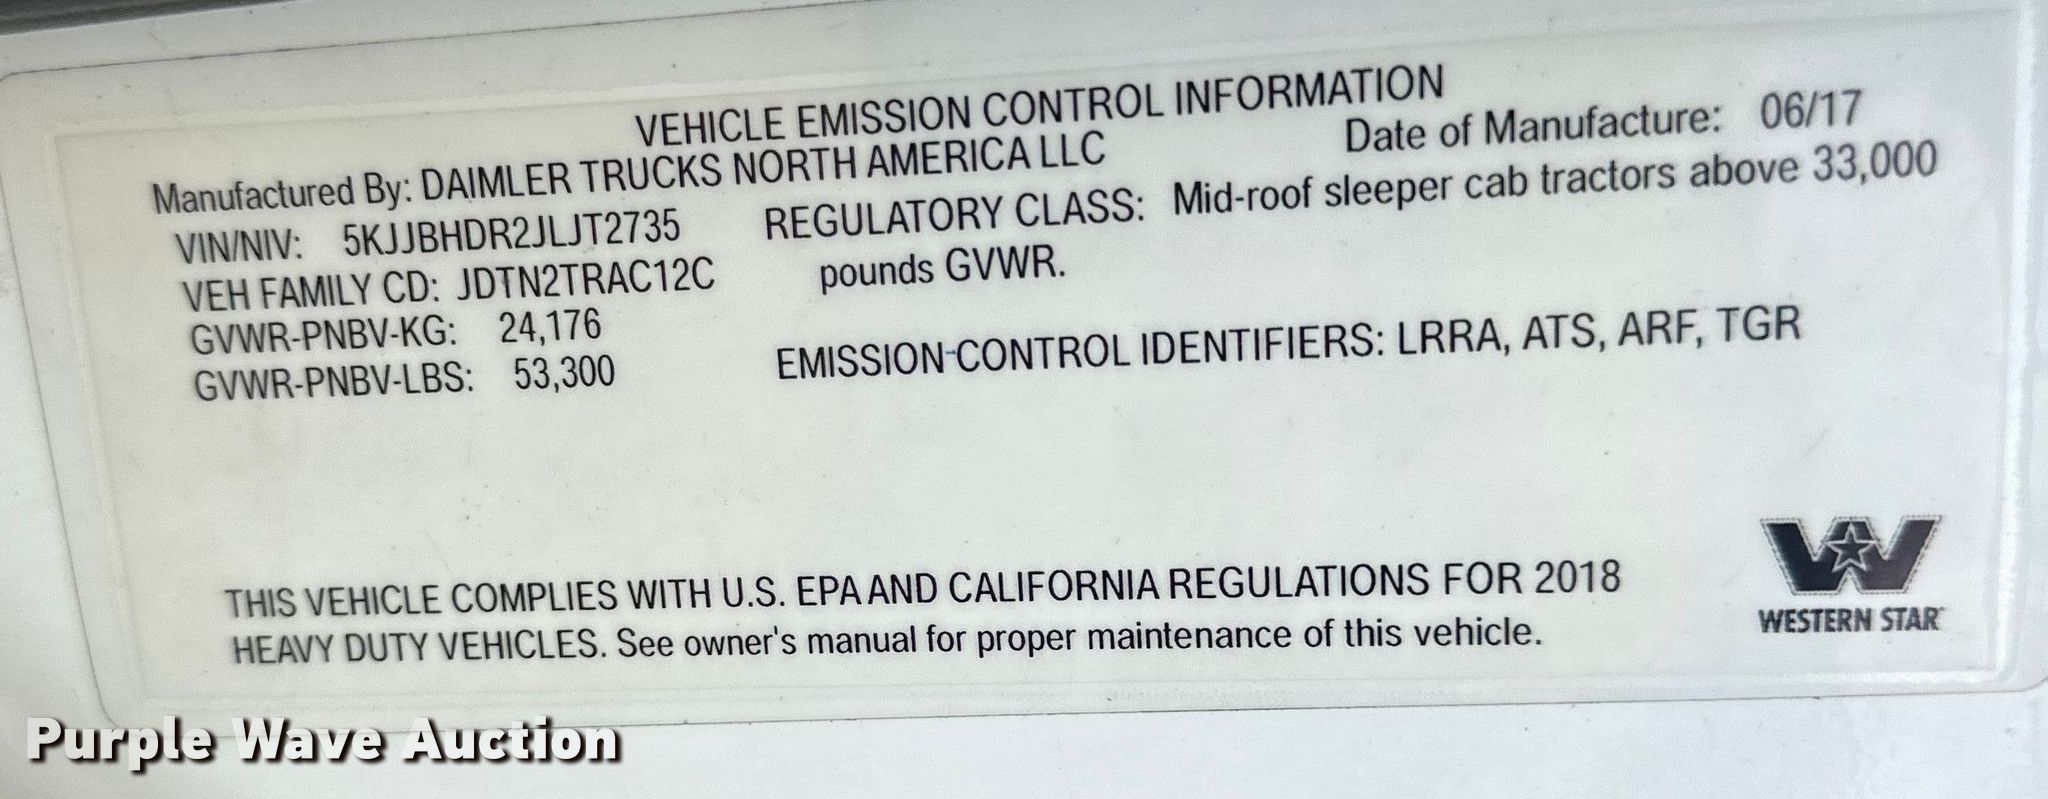 VEHICLE EMISSION CONTROL INFORMATION
Manufactured By: DAIMLER TRUCKS NORTH AMERICA LLC
Date of Manufacture: 06/17
VIN/NIV: 5KJJBHDR2JLJT2735
REGULATORY CLASS: Mid-roof sleeper cab tractors above 33,000
pounds GVWR.
VEH FAMILY CD: JDTN2TRAC12C
GVWR-PNBV-KG: 24,176
GVWR-PNBV-LBS: 53,300
EMISSION-CONTROL IDENTIFIERS: LRRA, ATS, ARF, TGR
THIS VEHICLE COMPLIES WITH U.S. EPA AND CALIFORNIA REGULATIONS FOR 2018
HEAVY DUTY VEHICLES. See owner's manual for proper maintenance of this vehicle.
WESTERN STAR
Purple Wave Auction